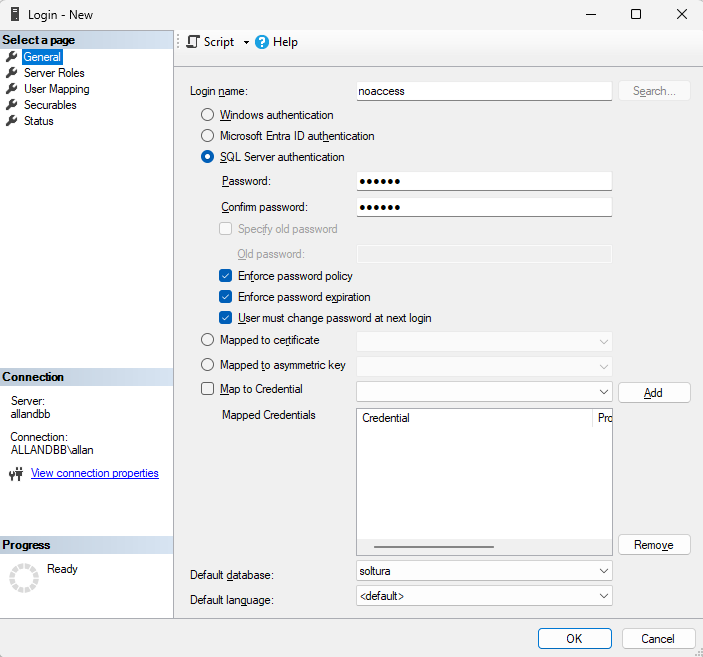 Login - New
Select a page
General
Server Roles
User Mapping
Securables
Status
Script
Help
Login name:
noaccess
Search...
Windows authentication
Microsoft Entra ID authentication
SQL Server authentication
Password:
●●●●●●
Confirm password:
●●●●●●
Specify old password
Old password:
Enforce password policy
Enforce password expiration
User must change password at next login
Mapped to certificate
Mapped to asymmetric key
Map to Credential
Add
Mapped Credentials
Credential
Pro
Remove
Default database:
soltura
Default language:
<default>
Connection
Server:
allandbb
Connection:
ALLANDBB\allan
View connection properties
Progress
Ready
OK
Cancel